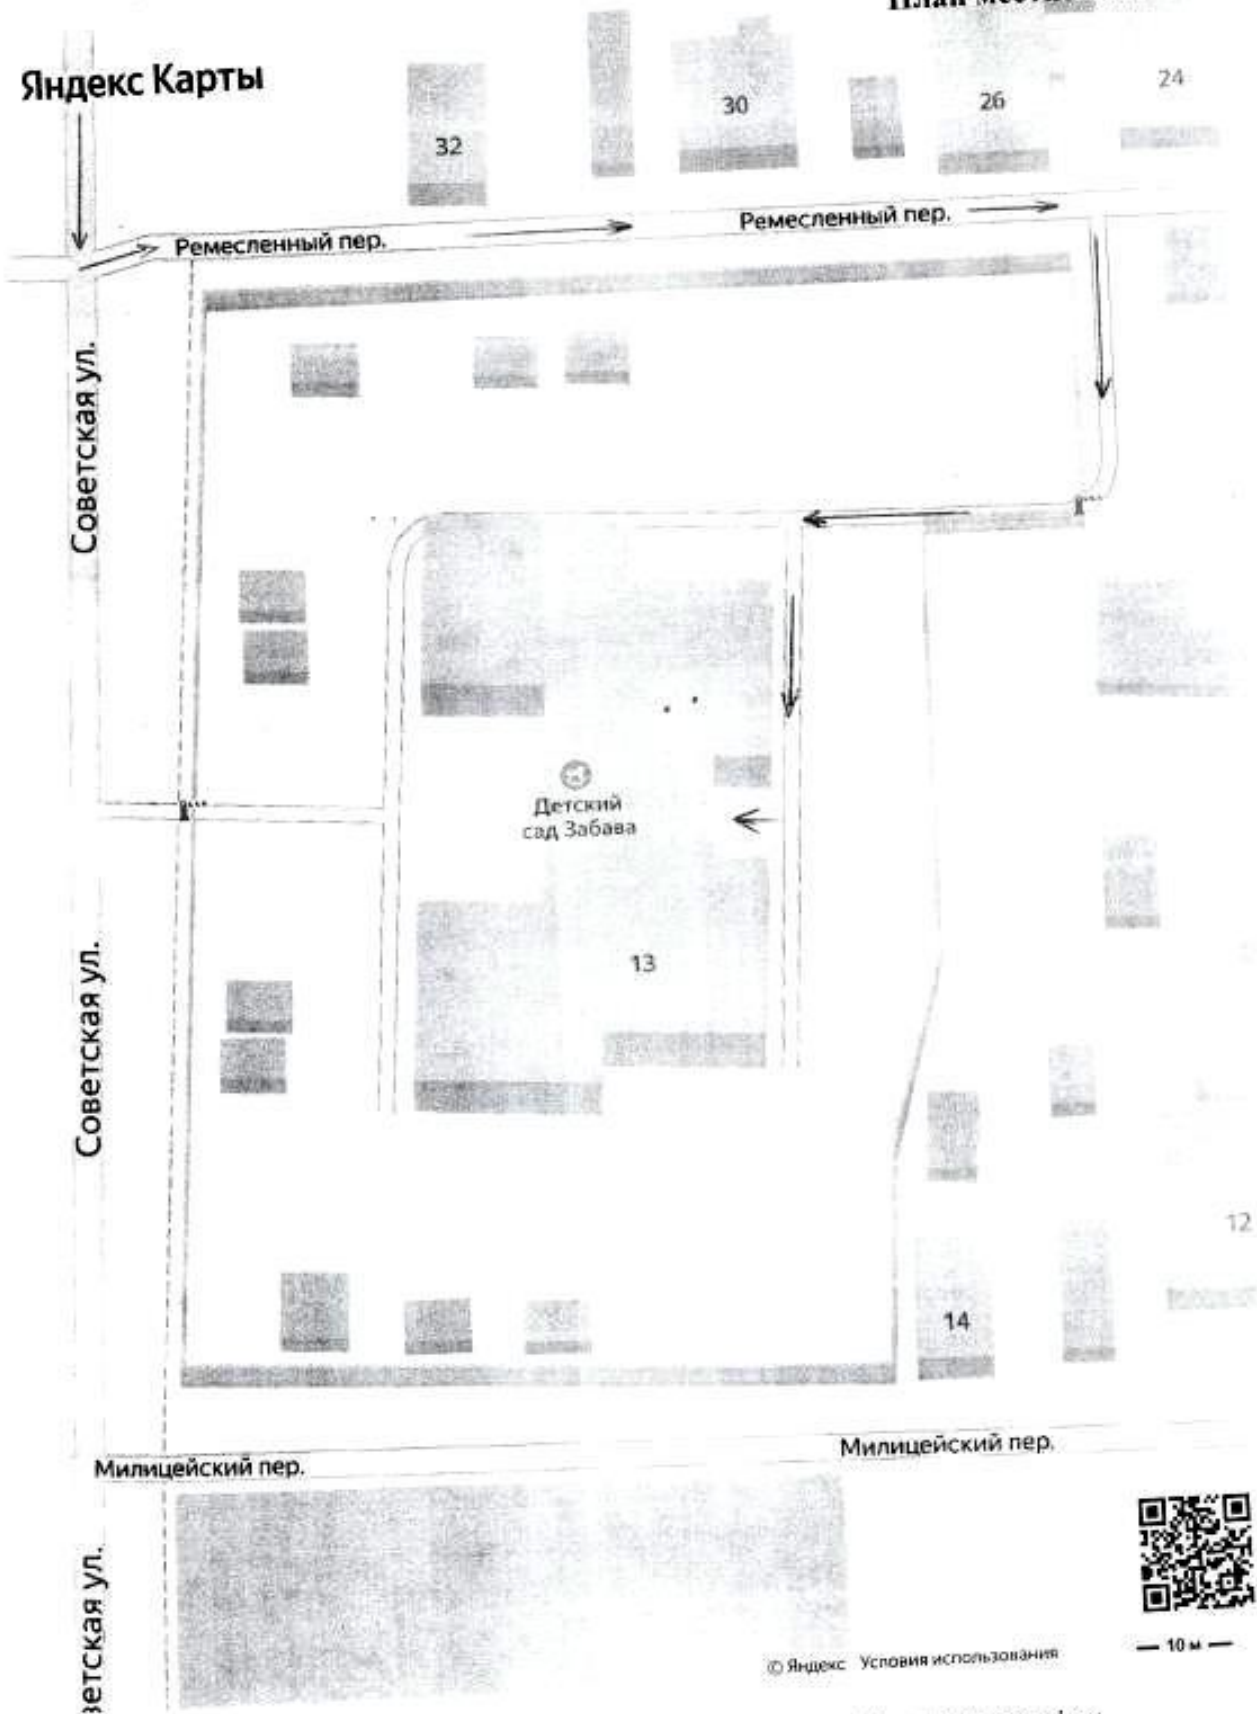 План
Яндекс Карты
32
30
26
24
Ремесленный пер.
Ремесленный пер.
Советская ул.
Детский
сад Забава
13
Советская ул.
12
14
Милицейский пер.
Милицейский пер.
ветская ул.
10 м
© Яндекс Условия использования